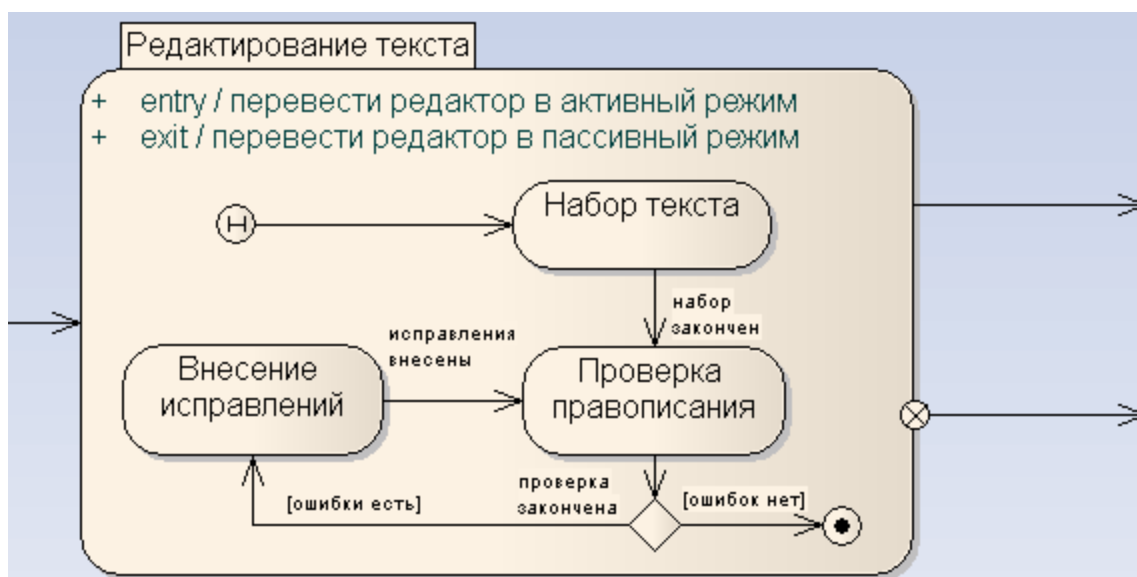 Редактирование текста
+ entry / перевести редактор в активный режим
+ exit / перевести редактор в пассивный режим
H
Набор текста
набор
закончен
исправления
внесены
Внесение
исправлений
Проверка
правописания
проверка
закончена
[ошибки есть]
[ошибок нет]